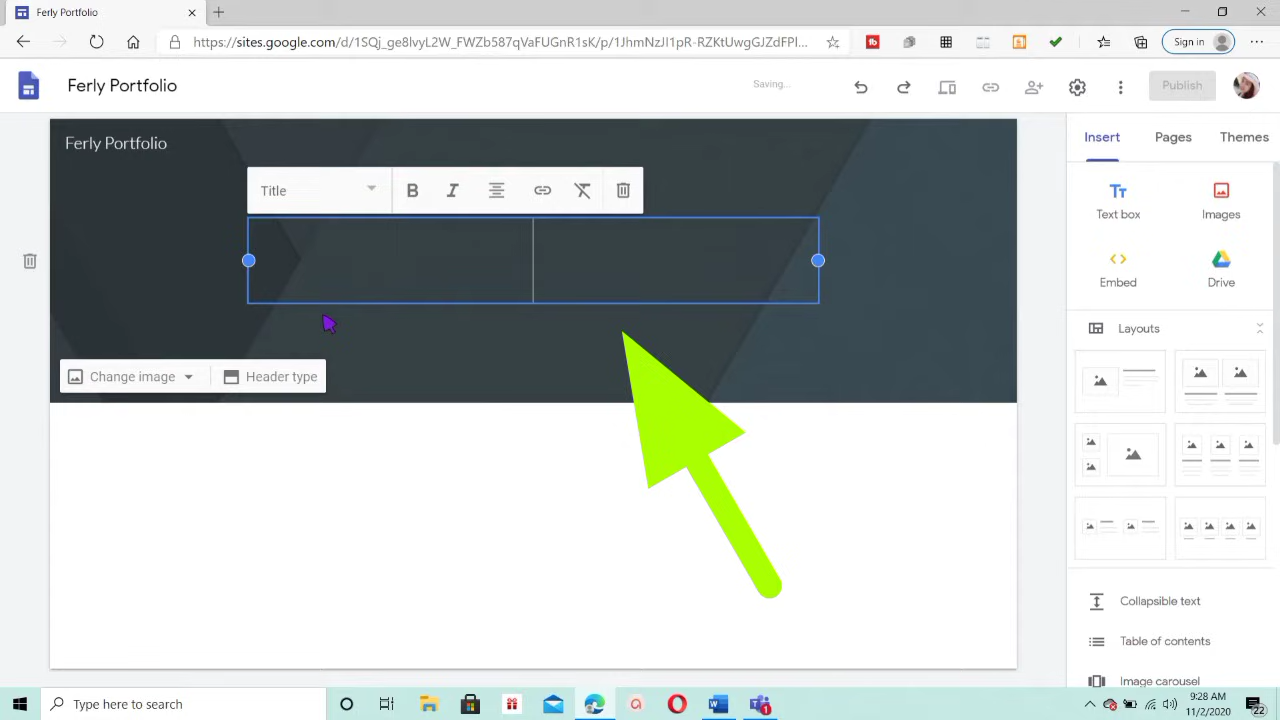 Ferly Portfolio
https://sites.google.com/d/1SQj_ge8lvyL2W_FWZb587qVaFUGnR1sK/p/1JhmNzJl1pR-RZKtUwgGJZdFPl...
Sign in
Ferly Portfolio
Saving...
Publish
Ferly Portfolio
Title
B
I
Change image
Header type
Insert
Pages
Themes
Text box
Images
Embed
Drive
Layouts
Collapsible text
Table of contents
Image carousel
Type here to search
9:28 AM
11/2/2020
22